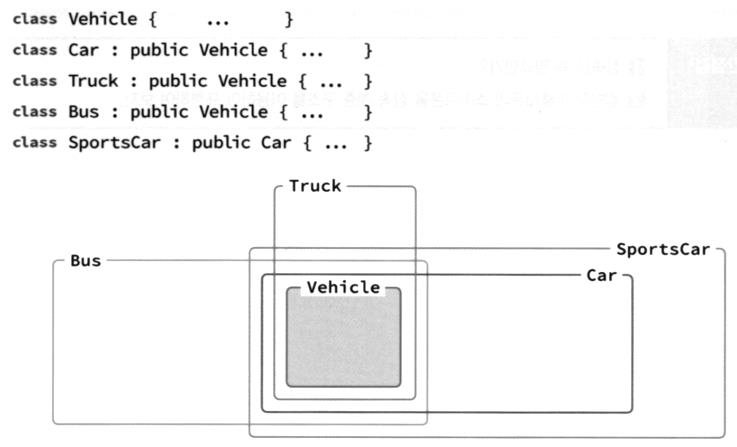 class Vehicle { ... }
class Car : public Vehicle { ... }
class Truck : public Vehicle { ... }
class Bus : public Vehicle { ... }
class SportsCar : public Car { ... }
Truck
SportsCar
Bus
Car
Vehicle